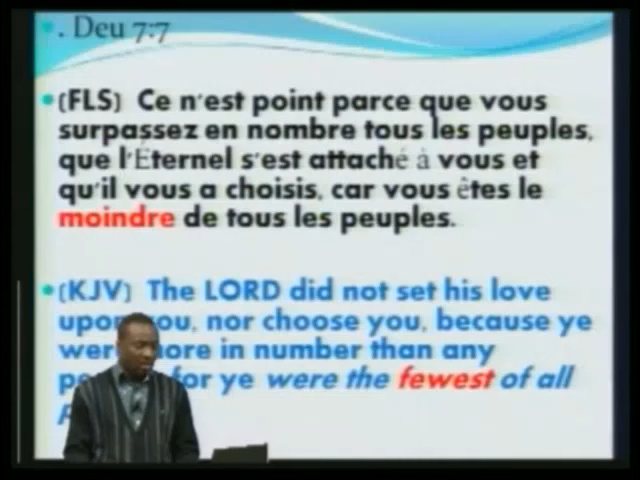 . Deu 7:7
(FLS) Ce n'est point parce que vous
surpassez en nombre tous les peuples,
que l'Éternel s'est attaché à vous et
qu'il vous a choisis, car vous êtes le
moindre de tous les peuples.
(KJV) The LORD did not set his love
you, nor choose you, because ye
in number than any
for ye were the fewest of all